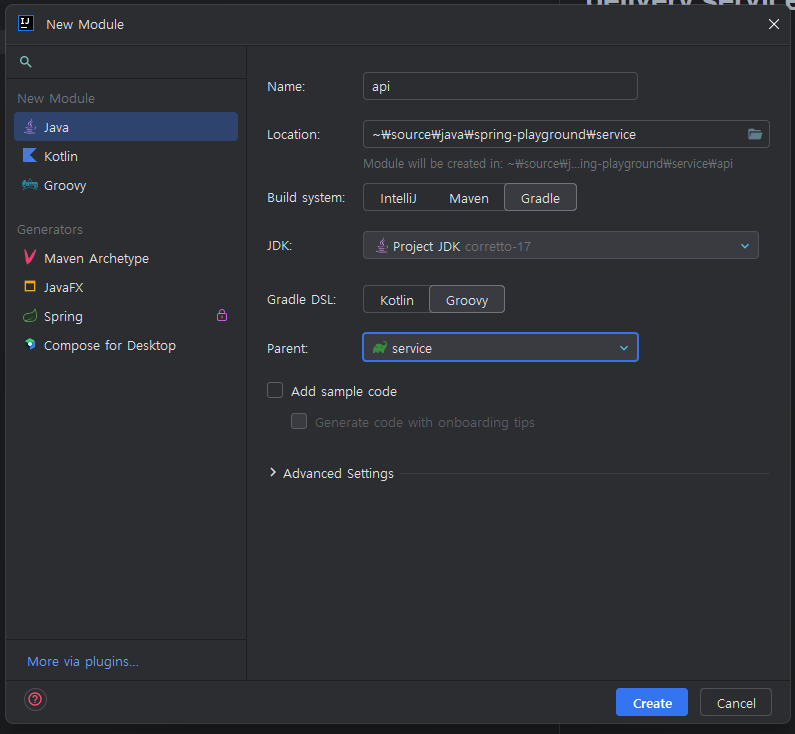 delivery service
New Module
New Module
Java
Kotlin
Groovy
Generators
Maven Archetype
JavaFX
Spring
Compose for Desktop
More via plugins...
Name: api
Location: ~₩source₩java₩spring-playground₩service
Module will be created in: ~₩source₩j...ing-playground₩service₩api
Build system: IntelliJ Maven Gradle
JDK: Project JDK corretto-17
Gradle DSL: Kotlin Groovy
Parent: service
Add sample code
Generate code with onboarding tips
Advanced Settings
? Create Cancel